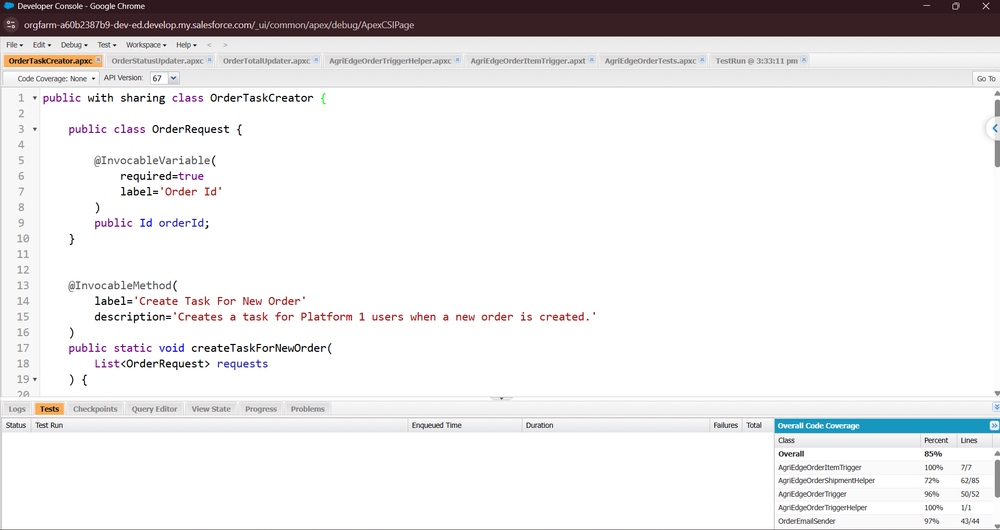 Developer Console - Google Chrome
orgfarm-a60b2387b9-dev-ed.develop.my.salesforce.com/_ui/common/apex/debug/ApexCSIPage
File Edit Debug Test Workspace Help < >
OrderTaskCreator.apxc OrderStatusUpdater.apxc OrderTotalUpdater.apxc AgriEdgeOrderTriggerHelper.apxc AgriEdgeOrderItemTrigger.apxt AgriEdgeOrderTests.apxc TestRun @ 3:33:11 pm
Code Coverage: None API Version: 67 Go To
1 public with sharing class OrderTaskCreator {
2
3 public class OrderRequest {
4
5 @InvocableVariable(
6 required=true
7 label='Order Id'
8 )
9 public Id orderId;
10 }
11
12
13 @InvocableMethod(
14 label='Create Task For New Order'
15 description='Creates a task for Platform 1 users when a new order is created.'
16 )
17 public static void createTaskForNewOrder(
18 List<OrderRequest> requests
19 ) {
20
Logs Tests Checkpoints Query Editor View State Progress Problems
Status Test Run Enqueued Time Duration Failures Total
Overall Code Coverage
Class Percent Lines
Overall 85%
AgriEdgeOrderItemTrigger 100% 7/7
AgriEdgeOrderShipmentHelper 72% 62/85
AgriEdgeOrderTrigger 96% 50/52
AgriEdgeOrderTriggerHelper 100% 1/1
OrderEmailSender 97% 43/44